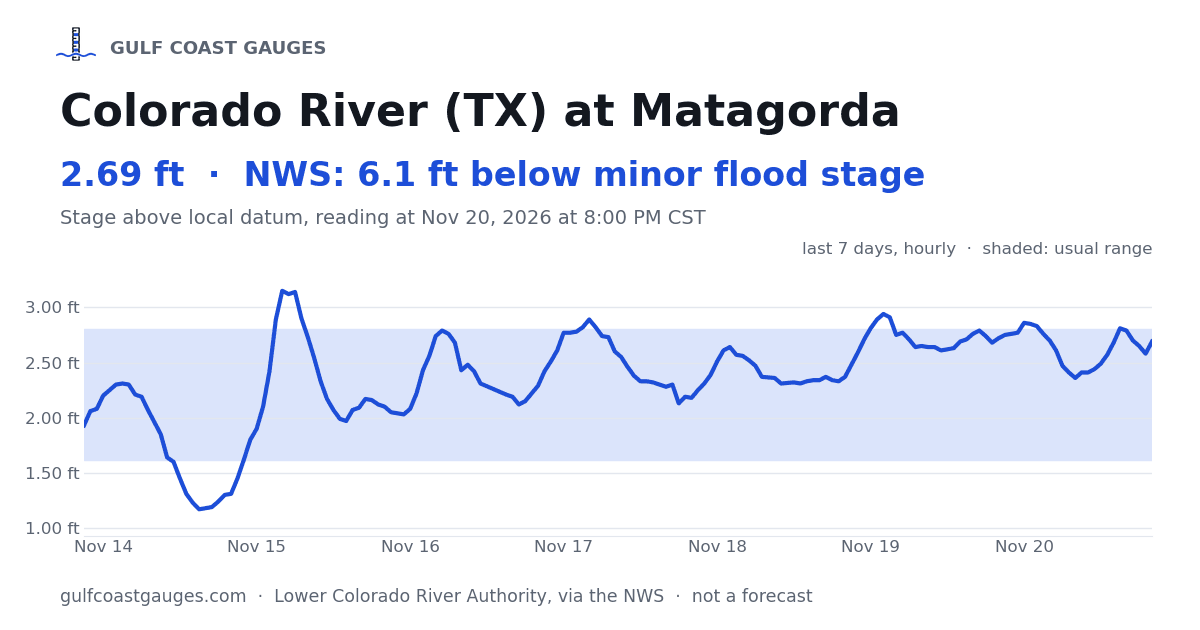 GULF COAST GAUGES
Colorado River (TX) at Matagorda
2.69 ft · NWS: 6.1 ft below minor flood stage
Stage above local datum, reading at Nov 20, 2026 at 8:00 PM CST
last 7 days, hourly · shaded: usual range
3.00 ft
2.50 ft
2.00 ft
1.50 ft
1.00 ft
Nov 14 Nov 15 Nov 16 Nov 17 Nov 18 Nov 19 Nov 20
gulfcoastgauges.com · Lower Colorado River Authority, via the NWS · not a forecast